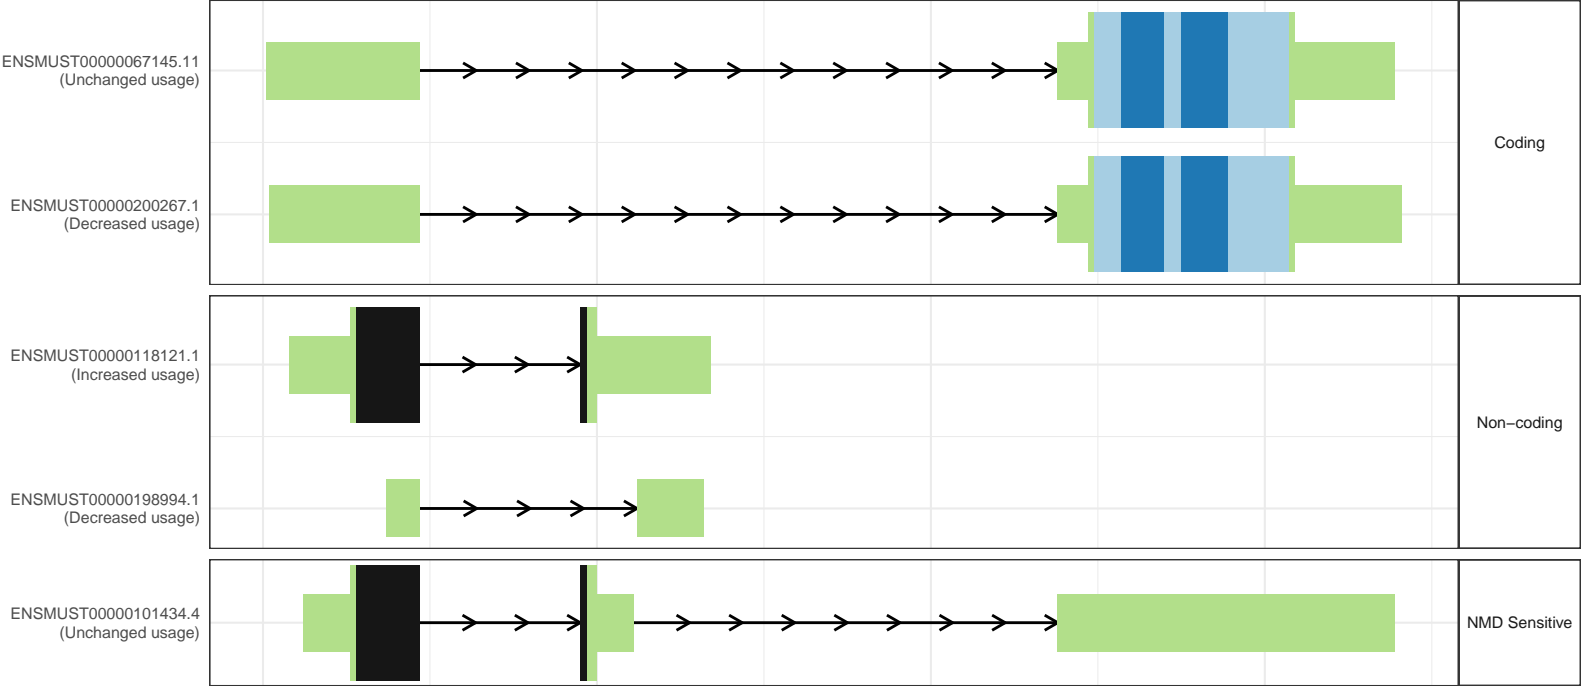 ENSMUST00000067145.11
(Unchanged usage)
ENSMUST00000200267.1
(Decreased usage)
Coding
ENSMUST00000118121.1
(Increased usage)
ENSMUST00000198994.1
(Decreased usage)
Non−coding
ENSMUST00000101434.4
(Unchanged usage)
NMD Sensitive